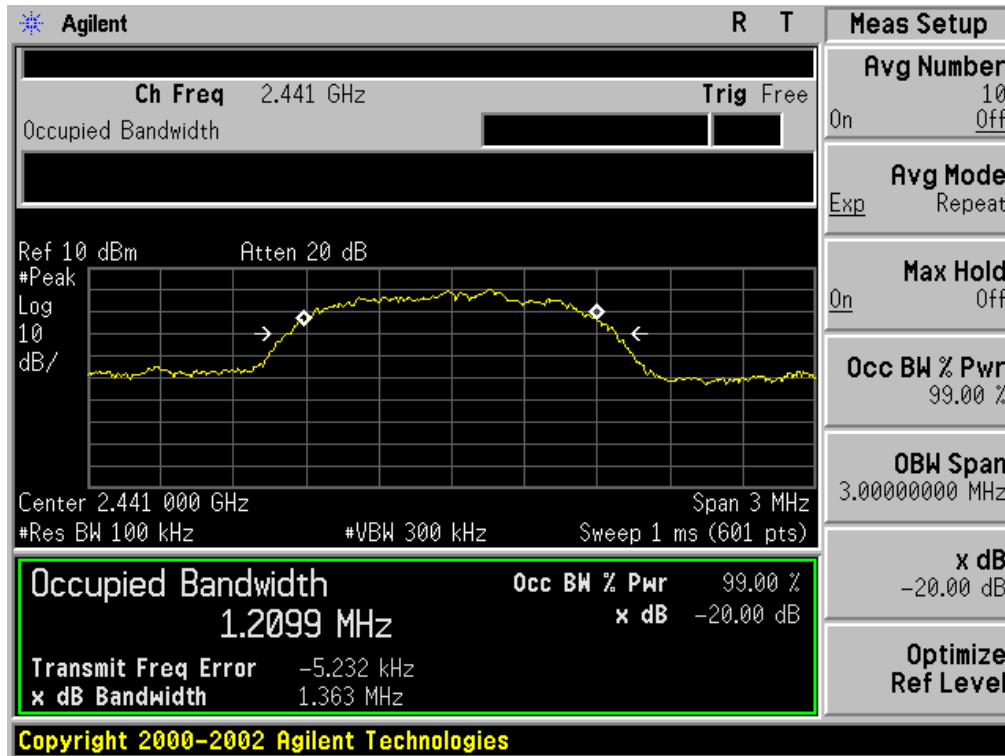 Agilent R T
Ch Freq 2.441 GHz Trig Free
Occupied Bandwidth
Ref 10 dBm Atten 20 dB
#Peak
Log
10
dB/
Center 2.441 000 GHz Span 3 MHz
#Res BW 100 kHz #VBW 300 kHz Sweep 1 ms (601 pts)
Occupied Bandwidth
1.2099 MHz
Occ BW % Pwr 99.00 %
x dB -20.00 dB
Transmit Freq Error -5.232 kHz
x dB Bandwidth 1.363 MHz
Copyright 2000-2002 Agilent Technologies
Meas Setup
Avg Number
10
On Off
Avg Mode
Exp Repeat
Max Hold
On Off
Occ BW % Pwr
99.00 %
OBW Span
3.00000000 MHz
x dB
-20.00 dB
Optimize
Ref Level